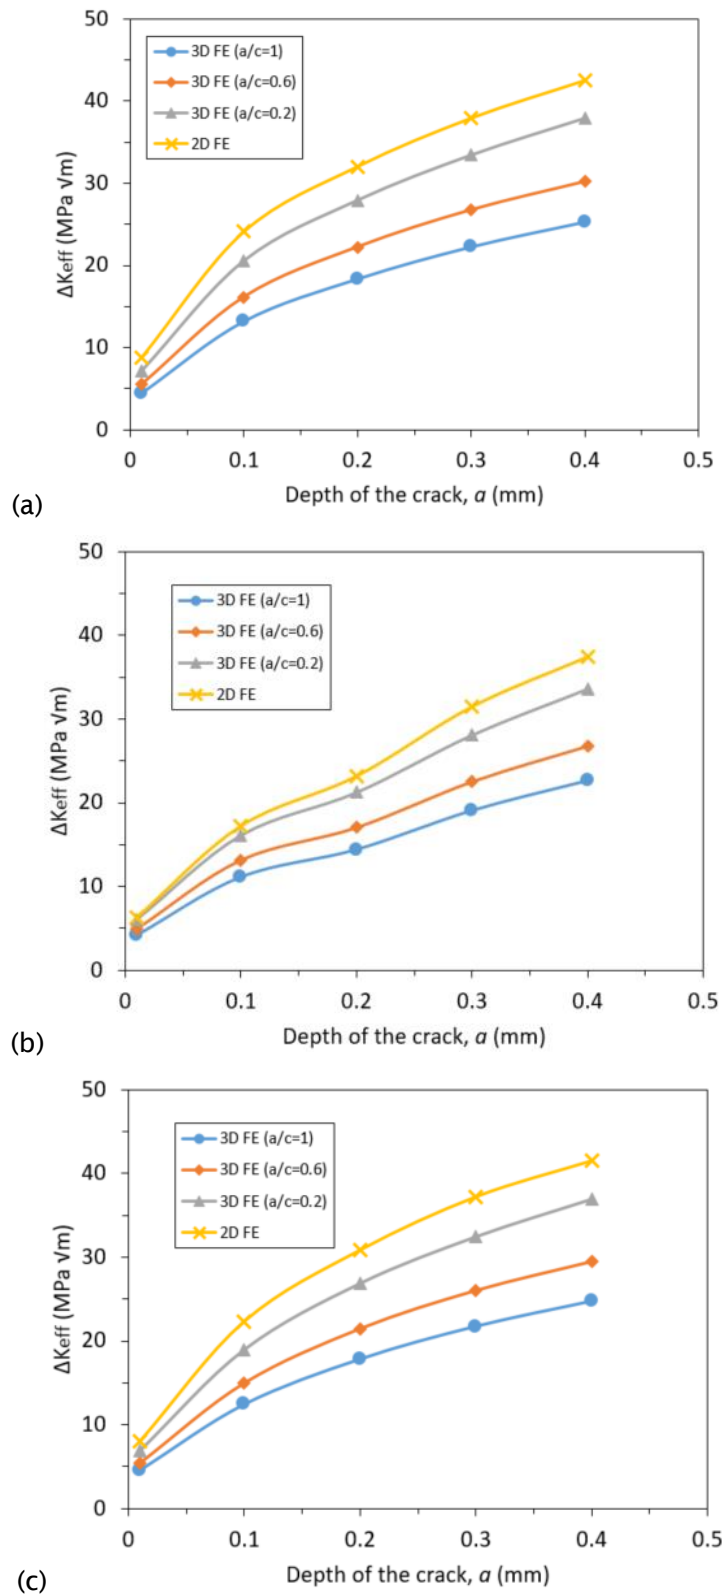 50
40
30
20
10
0
ΔKeff (MPa √m)
3D FE (a/c=1)
3D FE (a/c=0.6)
3D FE (a/c=0.2)
2D FE
0 0.1 0.2 0.3 0.4 0.5
Depth of the crack, a (mm)
(a)
50
40
30
20
10
0
ΔKeff (MPa √m)
3D FE (a/c=1)
3D FE (a/c=0.6)
3D FE (a/c=0.2)
2D FE
0 0.1 0.2 0.3 0.4 0.5
Depth of the crack, a (mm)
(b)
50
40
30
20
10
0
ΔKeff (MPa √m)
3D FE (a/c=1)
3D FE (a/c=0.6)
3D FE (a/c=0.2)
2D FE
0 0.1 0.2 0.3 0.4 0.5
Depth of the crack, a (mm)
(c)